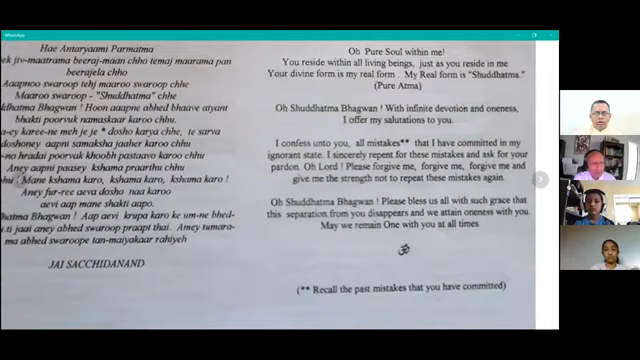 WhatsApp
Hae Antaryaami Parmatma
jiv-maatrama beeraj-maan chho temaj maarama pan
beerajela chho
Aaapnoo swaroop tehj maaroo swaroop chhe
Maaroo swaroop - "Shuddhatma" chhe
Bhagwan ! Hoon aaapne abhed bhaave atyant
bhakti poorvak namaskaar karoo chhu.
karee-ne meh je je * dosho karya chhe, te sarva
doshoney aapni samaksha jaaher karoo chhu
hradai poorvak khoobh pastaavo karoo chhu
Aney aapni paasey kshama praarthu chhu
Mane kshama karo, kshama karo, kshama karo !
Aney fur-ree aeva dosho naa karoo
aevi aap mane shakti aapo.
Bhagwan ! Aap aevi krupa karo ke um-ne bhed-
jaai aney abhed swaroop praapt thai. Amey tumara-
ma abhed swaroope tan-maiyakaar rahiyeh
JAI SACCHIDANAND
Oh Pure Soul within me!
You reside within all living beings, just as you reside in me.
Your divine form is my real form . My Real form is "Shuddhatma."
(Pure Atma)
Oh Shuddhatma Bhagwan ! With infinite devotion and oneness,
I offer my salutations to you.
I confess unto you, all mistakes** that I have committed in my
ignorant state. I sincerely repent for these mistakes and ask for your
pardon. Oh Lord ! Please forgive me, forgive me, forgive me and
give me the strength not to repeat these mistakes again.
Oh Shuddhatma Bhagwan ! Please bless us all with such grace that
this separation from you disappears and we attain oneness with you.
May we remain One with you at all times.
ॐ
(** Recall the past mistakes that you have committed)